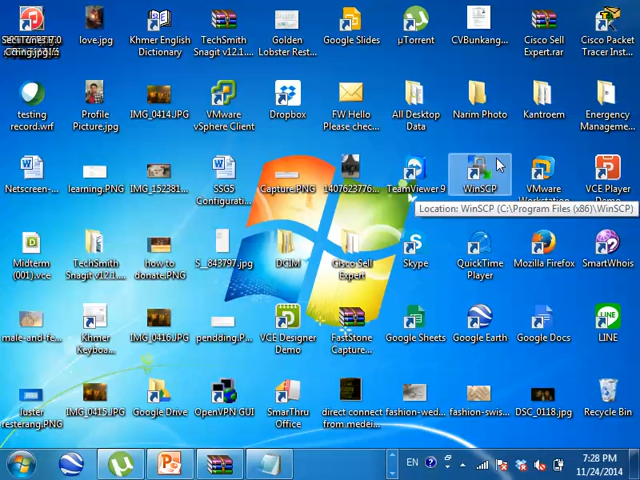 love.jpg
Khmer English
Dictionary
TechSmith
Snagit v12.1....
Golden
Lobster Rest...
Google Slides
µTorrent
CVBunkang....
Cisco Sell
Expert.rar
Cisco Packet
Tracer Inst...
testing
record.wrf
Profile
Picture.jpg
IMG_0414.JPG
VMware
vSphere Client
Dropbox
FW Hello
Please chec...
All Desktop
Data
Narim Photo
Kantroem
Emergency
Manageme...
Netscreen-...
learning.PNG
IMG_152381...
SSG5
Configurati...
Capture.PNG
1407623776...
TeamViewer 9
WinSCP
VMware
Workstation
VCE Player
Demo
Location: WinSCP (C:\Program Files (x86)\WinSCP)
Midterm
(001).vce
TechSmith
Snagit v12.1....
how to
donate.PNG
S__843797.jpg
DCIM
Cisco Sell
Expert
Skype
QuickTime
Player
Mozilla Firefox
SmartWhois
male-and-fe...
Khmer
Keyboa...
IMG_0416.JPG
pendding.P...
VCE Designer
Demo
FastStone
Capture...
Google Sheets
Google Earth
Google Docs
LINE
luster
resterang.PNG
IMG_0415.JPG
Google Drive
OpenVPN GUI
SmarThru
Office
direct connect
from medei...
fashion-wed...
fashion-swis...
DSC_0118.jpg
Recycle Bin
EN
7:28 PM
11/24/2014